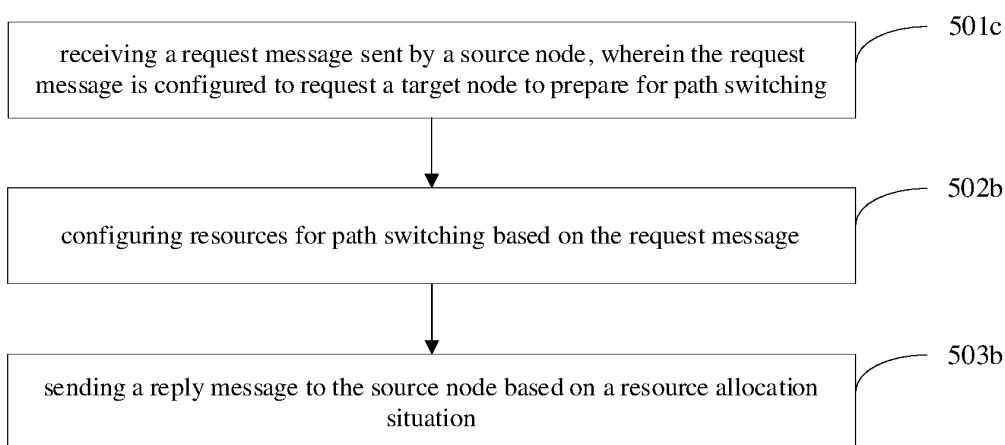 501c
receiving a request message sent by a source node, wherein the request
message is configured to request a target node to prepare for path switching
502b
configuring resources for path switching based on the request message
503b
sending a reply message to the source node based on a resource allocation
situation